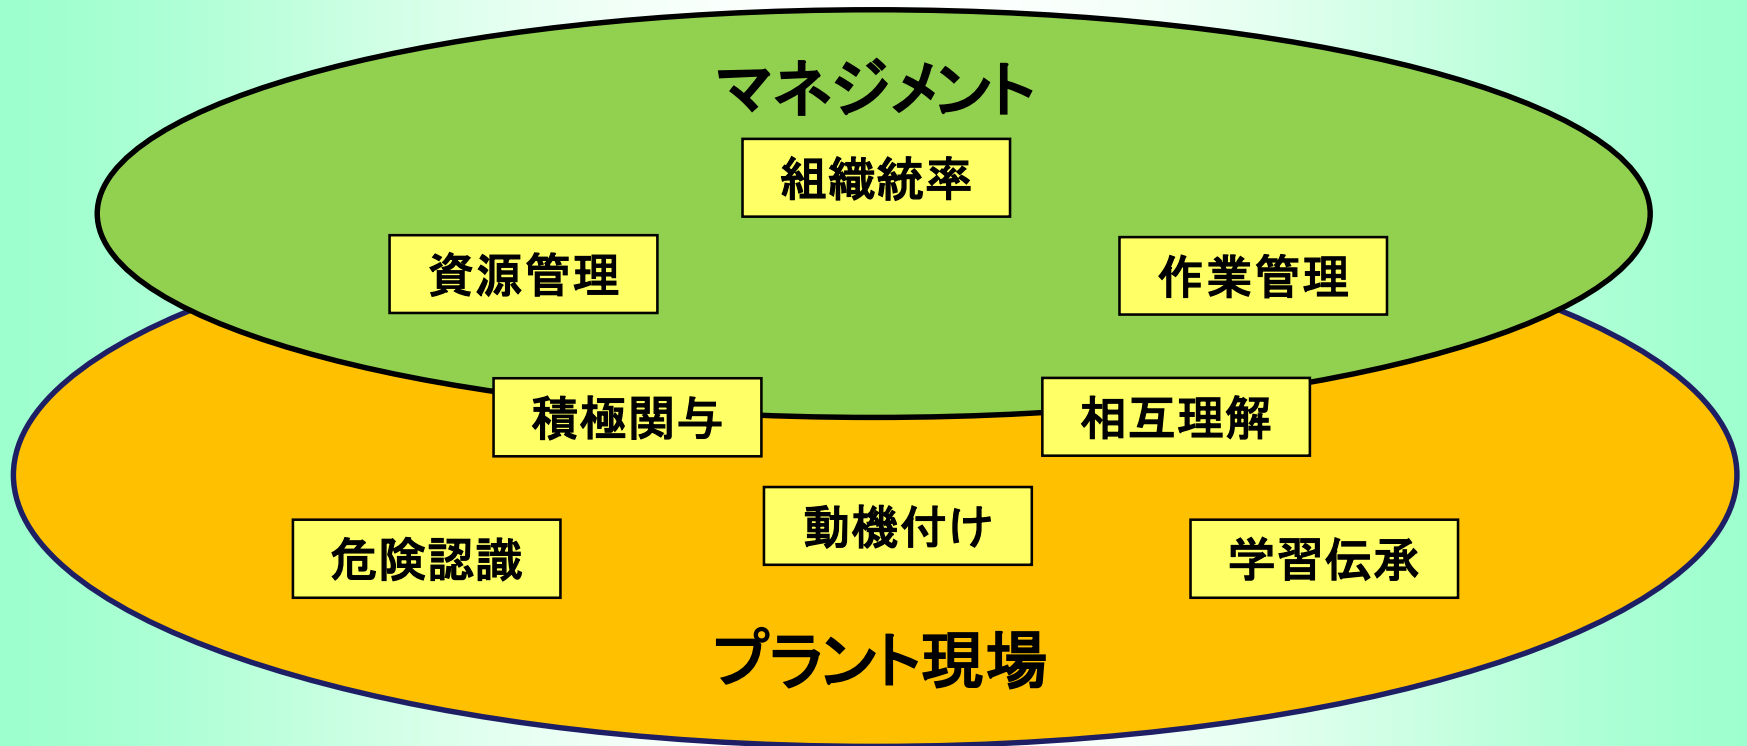 マネジメント
組織統率
資源管理
作業管理
積極関与
相互理解
動機付け
危険認識
学習伝承
プラント現場